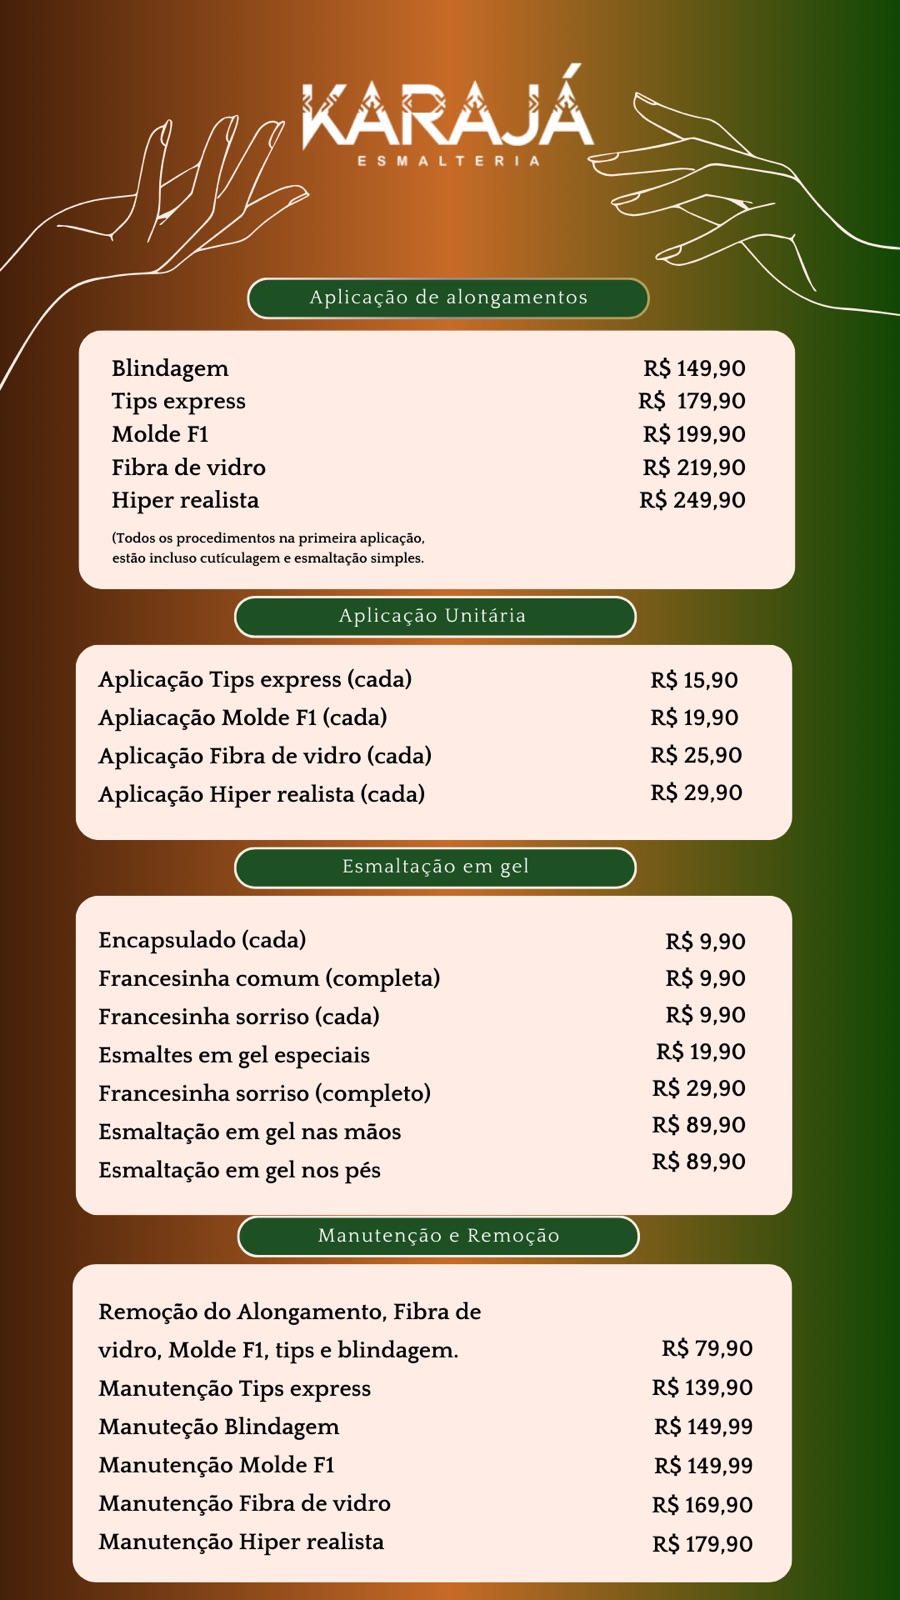 KARAJÁ
ESMALTERIA
Aplicação de alongamentos
Blindagem R$ 149,90
Tips express R$ 179,90
Molde F1 R$ 199,90
Fibra de vidro R$ 219,90
Hiper realista R$ 249,90
(Todos os procedimentos na primeira aplicação,
estão incluso cutículagem e esmaltação simples.
Aplicação Unitária
Aplicação Tips express (cada) R$ 15,90
Apliacação Molde F1 (cada) R$ 19,90
Aplicação Fibra de vidro (cada) R$ 25,90
Aplicação Hiper realista (cada) R$ 29,90
Esmaltação em gel
Encapsulado (cada) R$ 9,90
Francesinha comum (completa) R$ 9,90
Francesinha sorriso (cada) R$ 9,90
Esmaltes em gel especiais R$ 19,90
Francesinha sorriso (completo) R$ 29,90
Esmaltação em gel nas mãos R$ 89,90
Esmaltação em gel nos pés R$ 89,90
Manutenção e Remoção
Remoção do Alongamento, Fibra de
vidro, Molde F1, tips e blindagem. R$ 79,90
Manutenção Tips express R$ 139,90
Manuteção Blindagem R$ 149,99
Manutenção Molde F1 R$ 149,99
Manutenção Fibra de vidro R$ 169,90
Manutenção Hiper realista R$ 179,90